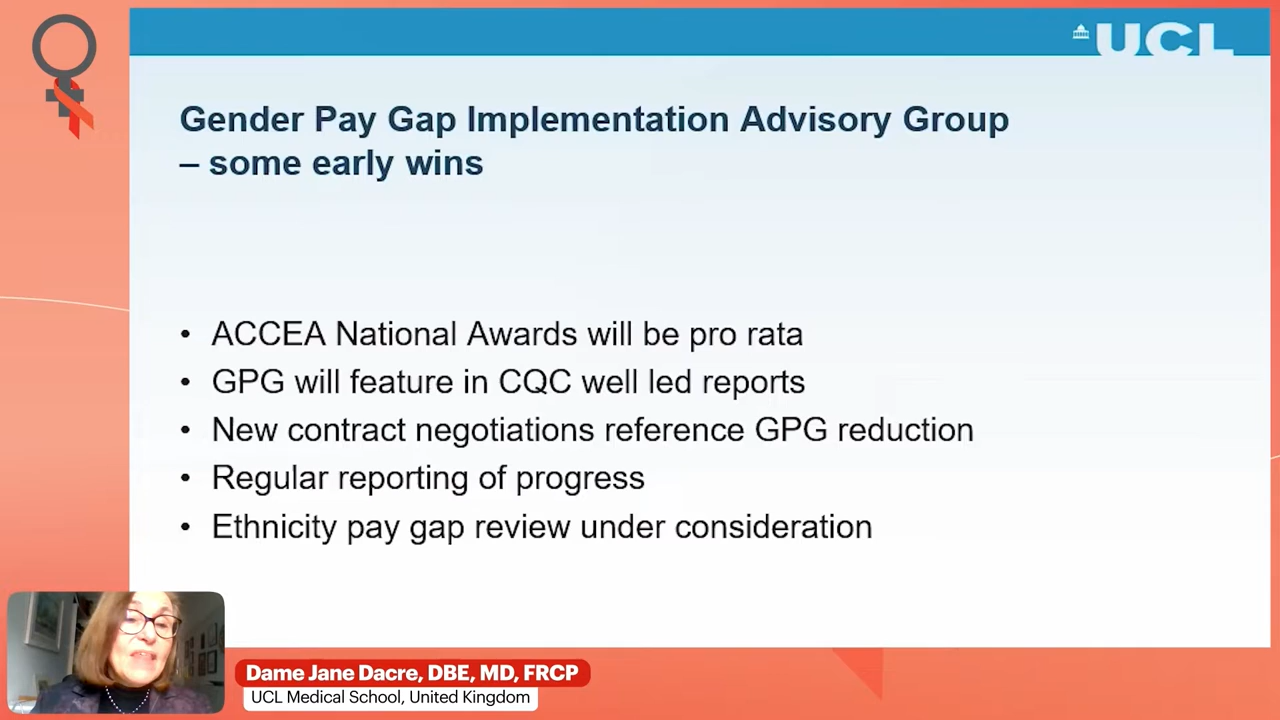 UCL
Gender Pay Gap Implementation Advisory Group
– some early wins
• ACCEA National Awards will be pro rata
• GPG will feature in CQC well led reports
• New contract negotiations reference GPG reduction
• Regular reporting of progress
• Ethnicity pay gap review under consideration
Dame Jane Dacre, DBE, MD, FRCP
UCL Medical School, United Kingdom